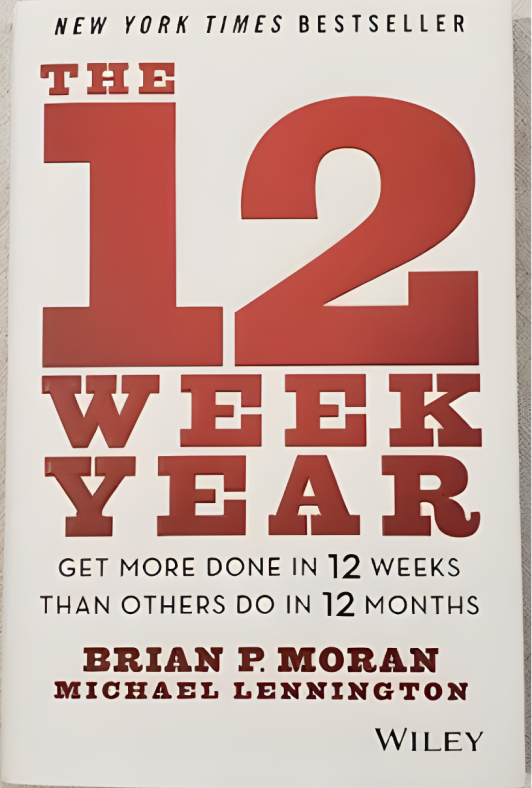 NEW YORK TIMES BESTSELLER
THE
12
WEEK
YEAR
GET MORE DONE IN 12 WEEKS
THAN OTHERS DO IN 12 MONTHS
BRIAN P. MORAN
MICHAEL LENNINGTON
WILEY